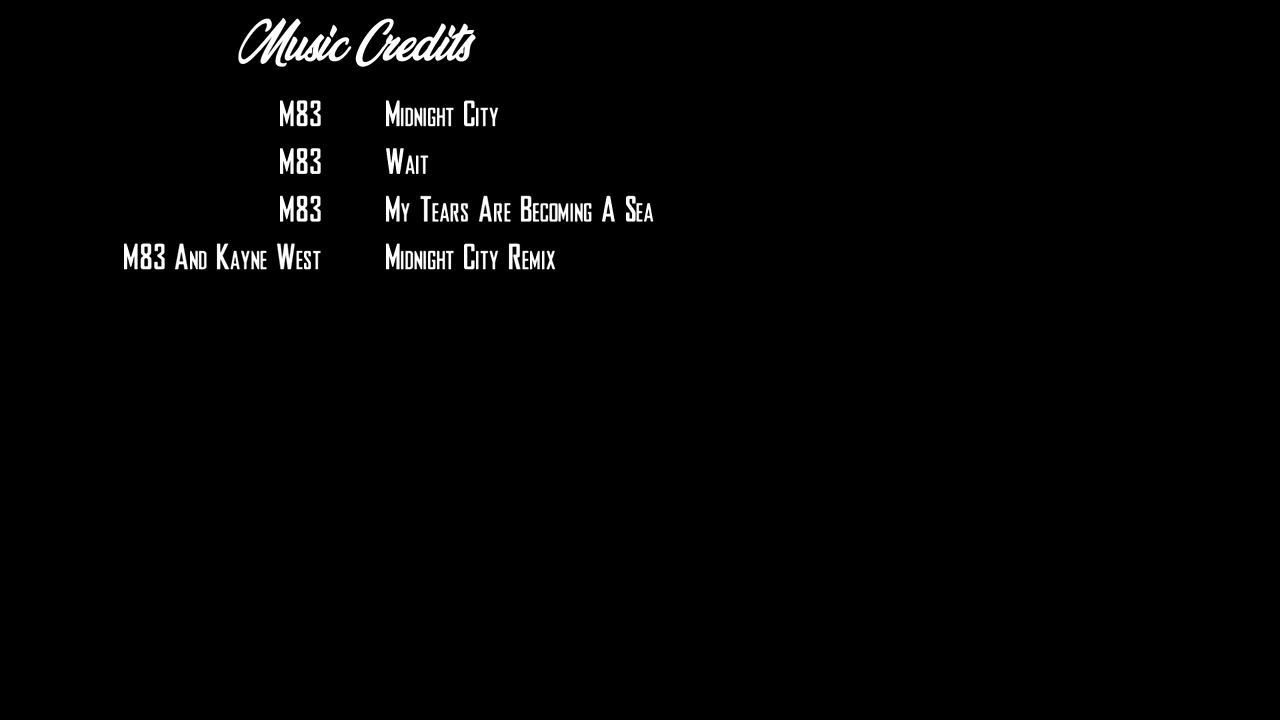 Music Credits
M83 Midnight City
M83 Wait
M83 My Tears Are Becoming A Sea
M83 And Kayne West Midnight City Remix